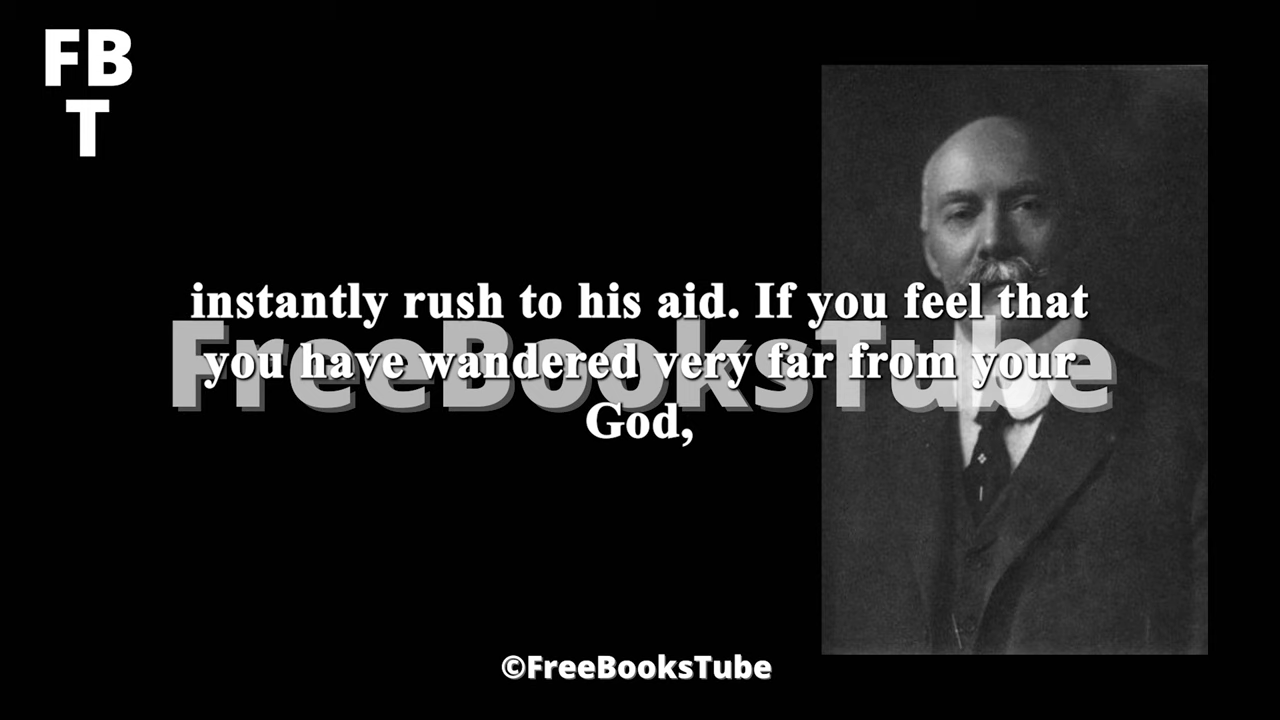 FB
T
instantly rush to his aid. If you feel that
FreeBooksTube
you have wandered very far from your
God,
©FreeBooksTube